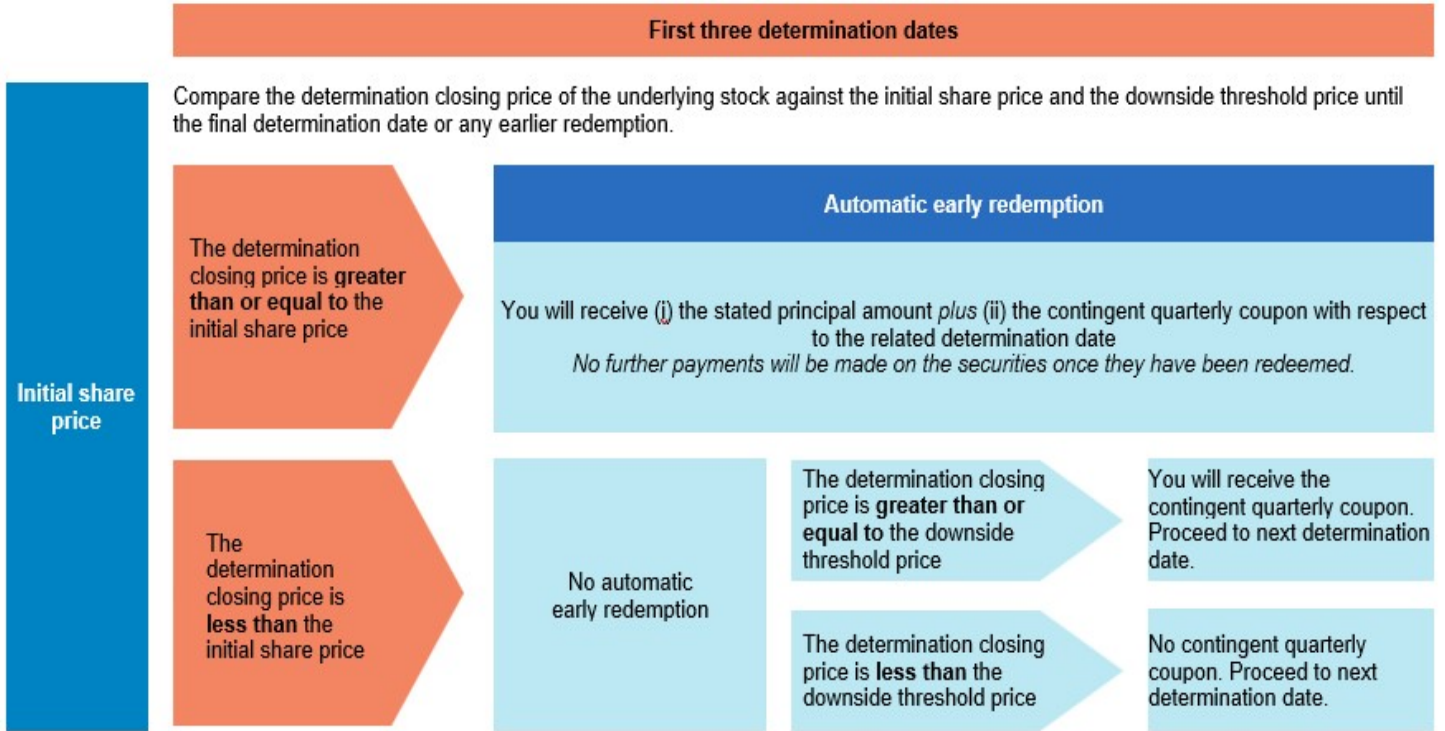 First three determination dates
Compare the determination closing price of the underlying stock against the initial share price and the downside threshold price until
the final determination date or any earlier redemption.
Initial share
price
The determination
closing price is greater
than or equal to the
initial share price
Automatic early redemption
You will receive (i) the stated principal amount plus (ii) the contingent quarterly coupon with respect
to the related determination date
No further payments will be made on the securities once they have been redeemed.
The
determination
closing price is
less than the
initial share price
No automatic
early redemption
The determination closing
price is greater than or
equal to the downside
threshold price
You will receive the
contingent quarterly coupon.
Proceed to next determination
date.
The determination closing
price is less than the
downside threshold price
No contingent quarterly
coupon. Proceed to next
determination date.